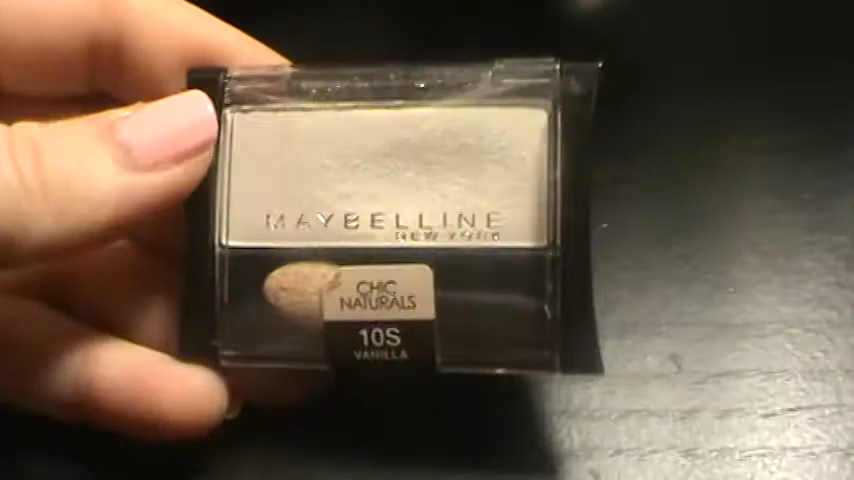 MAYBELLINE
NEW YORK
CHIC
NATURALS
10S
VANILLA